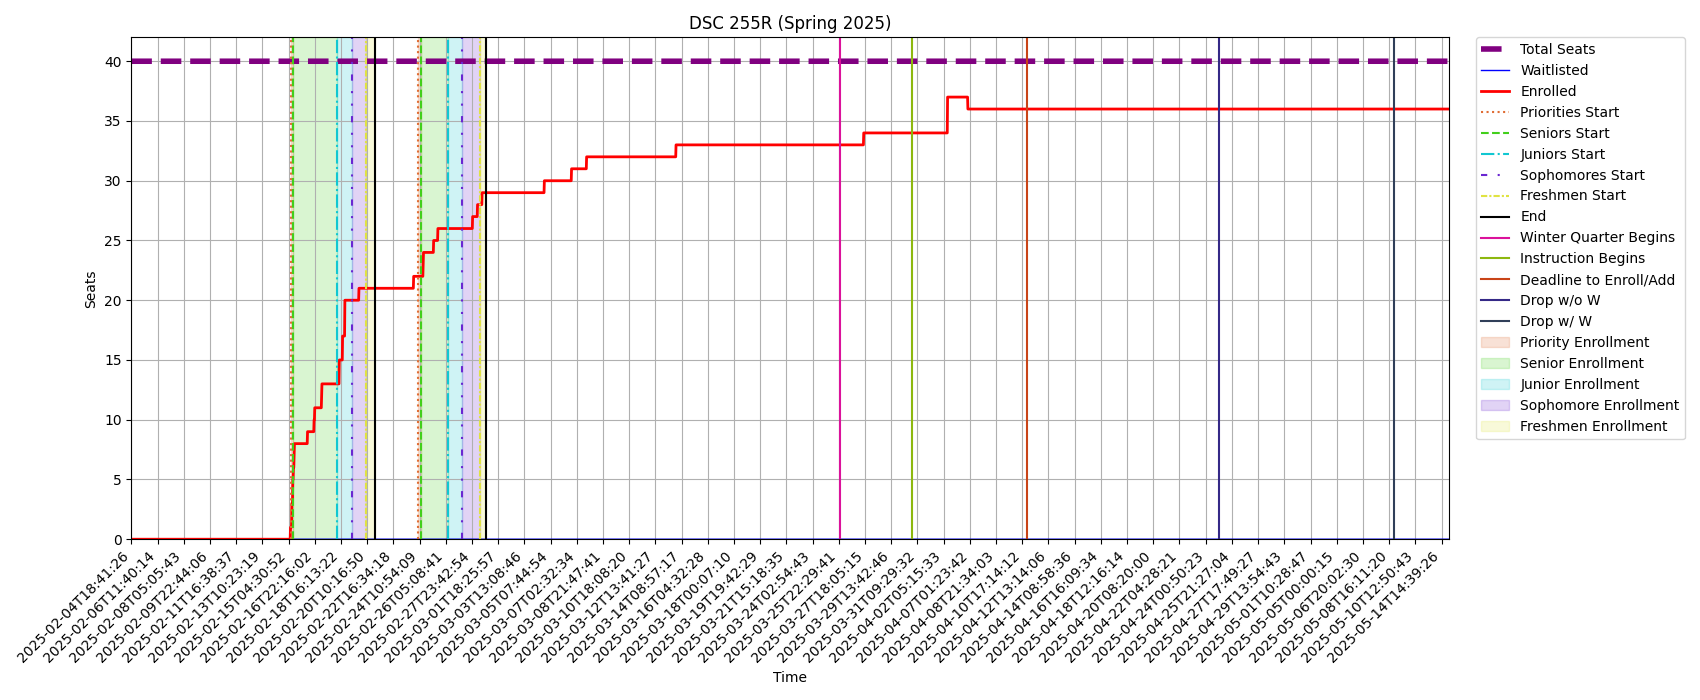 DSC 255R (Spring 2025)
Seats
40
35
30
25
20
15
10
5
0
2025-02-04T18:41:26
2025-02-06T11:40:14
2025-02-08T05:05:43
2025-02-09T22:44:06
2025-02-11T16:38:37
2025-02-13T10:23:19
2025-02-15T04:30:52
2025-02-16T22:16:02
2025-02-18T16:13:22
2025-02-20T10:16:50
2025-02-22T16:34:18
2025-02-24T10:54:09
2025-02-26T05:08:41
2025-02-27T23:42:54
2025-03-01T18:25:57
2025-03-03T13:08:46
2025-03-05T07:44:54
2025-03-07T02:32:34
2025-03-08T21:47:41
2025-03-10T18:08:20
2025-03-12T13:41:27
2025-03-14T08:57:17
2025-03-16T04:32:28
2025-03-18T00:07:10
2025-03-19T19:42:29
2025-03-21T15:18:35
2025-03-24T02:54:43
2025-03-25T22:29:41
2025-03-27T18:05:15
2025-03-29T13:42:46
2025-03-31T09:29:32
2025-04-02T05:15:33
2025-04-07T01:23:42
2025-04-08T21:34:03
2025-04-10T17:14:12
2025-04-12T13:14:06
2025-04-14T08:58:36
2025-04-16T16:09:34
2025-04-18T12:16:14
2025-04-20T08:20:00
2025-04-22T04:28:21
2025-04-24T00:50:23
2025-04-25T21:27:04
2025-04-27T17:49:27
2025-04-29T13:54:43
2025-05-01T10:28:47
2025-05-05T00:00:15
2025-05-06T20:02:30
2025-05-08T16:11:20
2025-05-10T12:50:43
2025-05-14T14:39:26
Time
Total Seats
Waitlisted
Enrolled
Priorities Start
Seniors Start
Juniors Start
Sophomores Start
Freshmen Start
End
Winter Quarter Begins
Instruction Begins
Deadline to Enroll/Add
Drop w/o W
Drop w/ W
Priority Enrollment
Senior Enrollment
Junior Enrollment
Sophomore Enrollment
Freshmen Enrollment